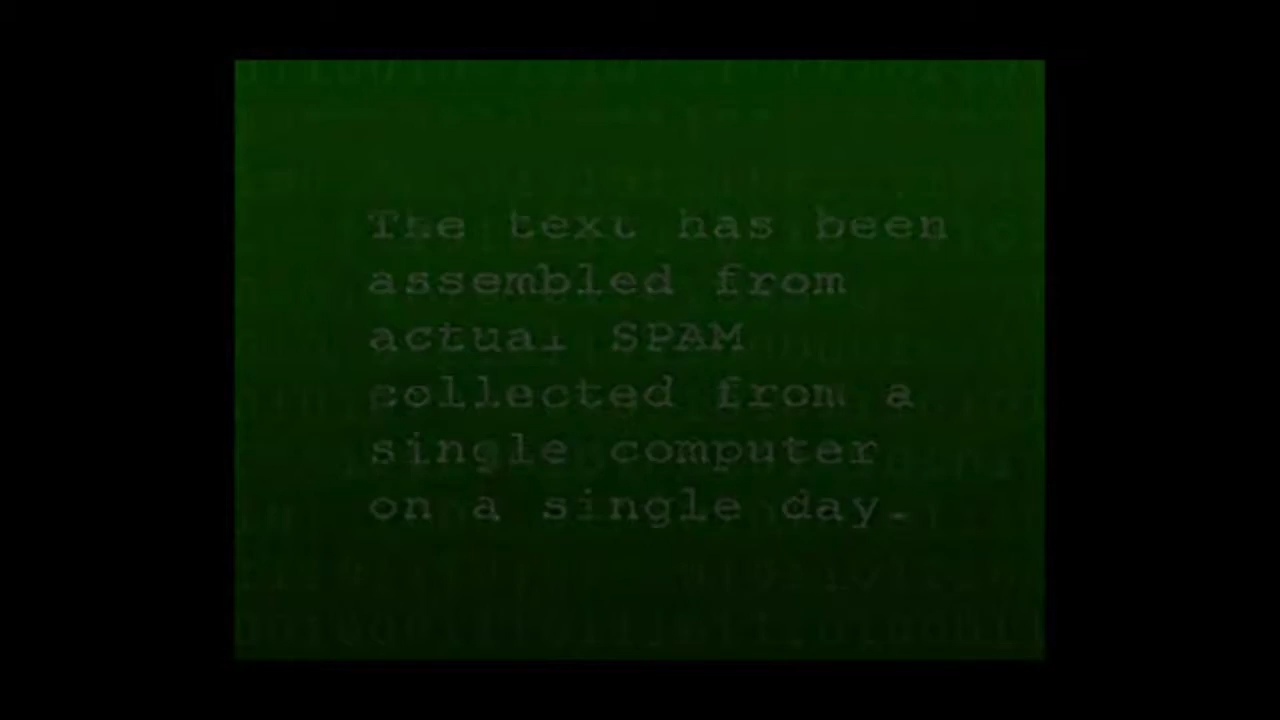 The text has been
assembled from
actual SPAM
collected from a
single computer
on a single day.